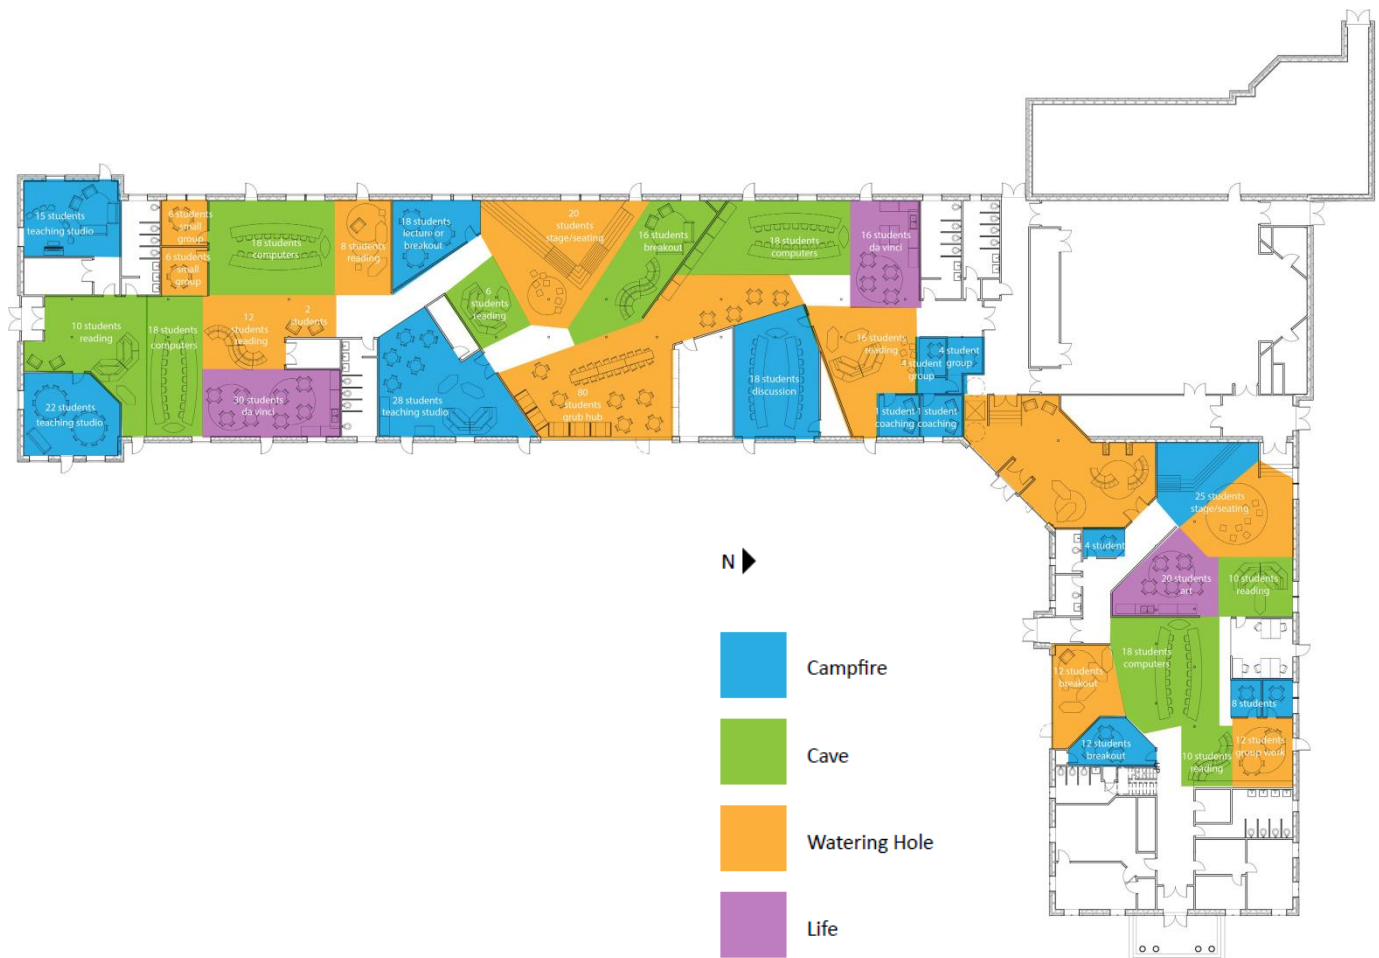 15 students
teaching studio
6 students
small
group
6 students
small
group
18 students
computers
8 students
reading
18 students
lecture or
breakout
20
students
stage/seating
16 students
breakout
18 students
computers
16 students
da vinci
10 students
reading
18 students
computers
12
students
reading
2
students
6
students
reading
22 students
teaching studio
30 students
da vinci
28 students
teaching studio
80
students
grub hub
18 students
discussion
16 students
reading
4 student
group
4 student
group
1 student
coaching
1 student
coaching
25 students
stage/seating
4 student
20 students
art
10 students
reading
18 students
computers
12 students
breakout
8 students
12 students
breakout
10 students
reading
12 students
group work
N
Campfire
Cave
Watering Hole
Life